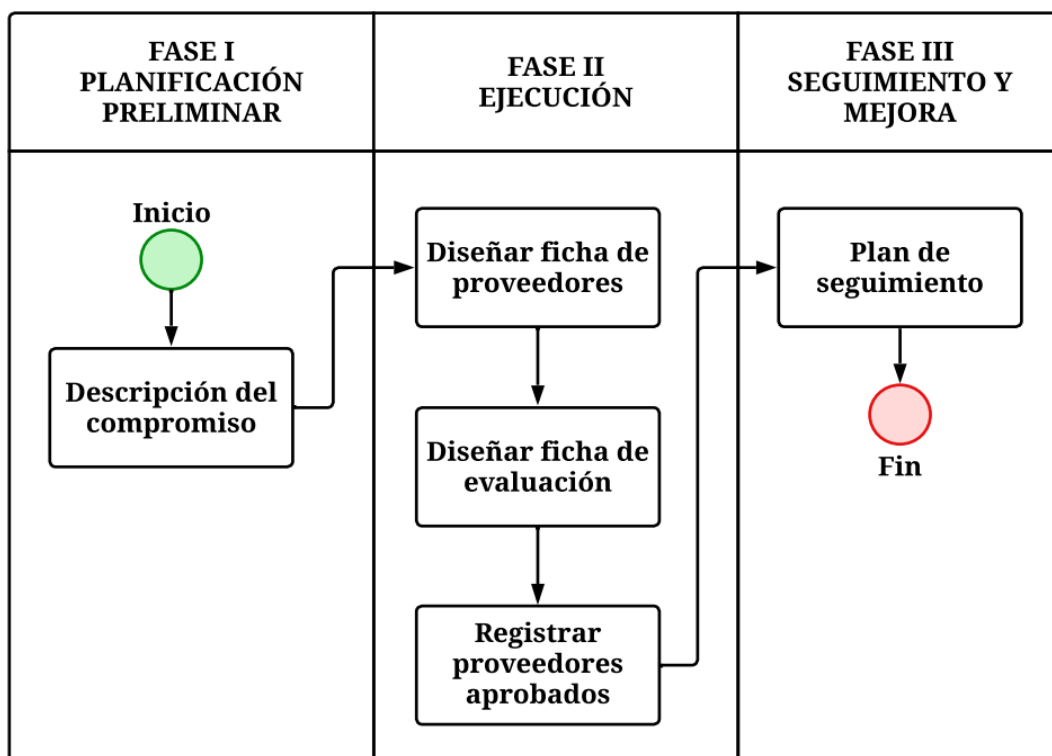 FASE I
PLANIFICACIÓN
PRELIMINAR
FASE II
EJECUCIÓN
FASE III
SEGUIMIENTO Y
MEJORA
Inicio
Descripción del
compromiso
Diseñar ficha de
proveedores
Diseñar ficha de
evaluación
Registrar
proveedores
aprobados
Plan de
seguimiento
Fin